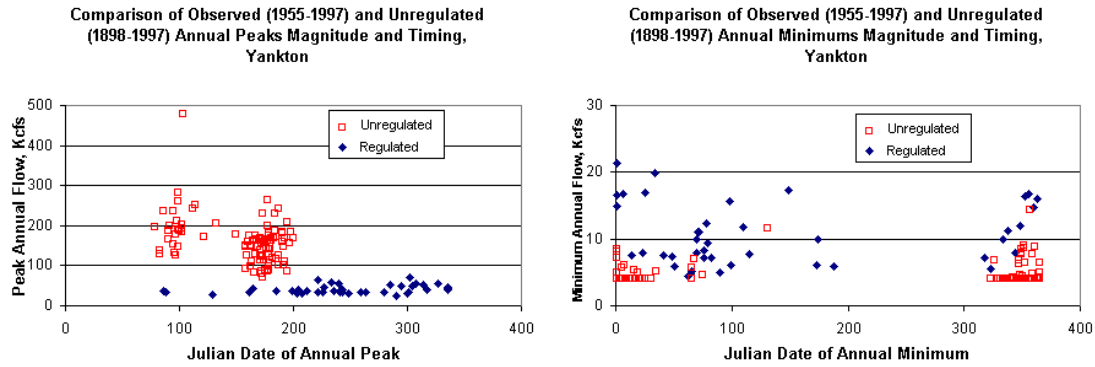 Comparison of Observed (1955-1997) and Unregulated
(1898-1997) Annual Peaks Magnitude and Timing,
Yankton
Peak Annual Flow, Kcfs
500
400
300
200
100
0
Unregulated
Regulated
0 100 200 300 400
Julian Date of Annual Peak
Comparison of Observed (1955-1997) and Unregulated
(1898-1997) Annual Minimums Magnitude and Timing,
Yankton
Minimum Annual Flow, Kcfs
30
20
10
0
Unregulated
Regulated
0 100 200 300 400
Julian Date of Annual Minimum